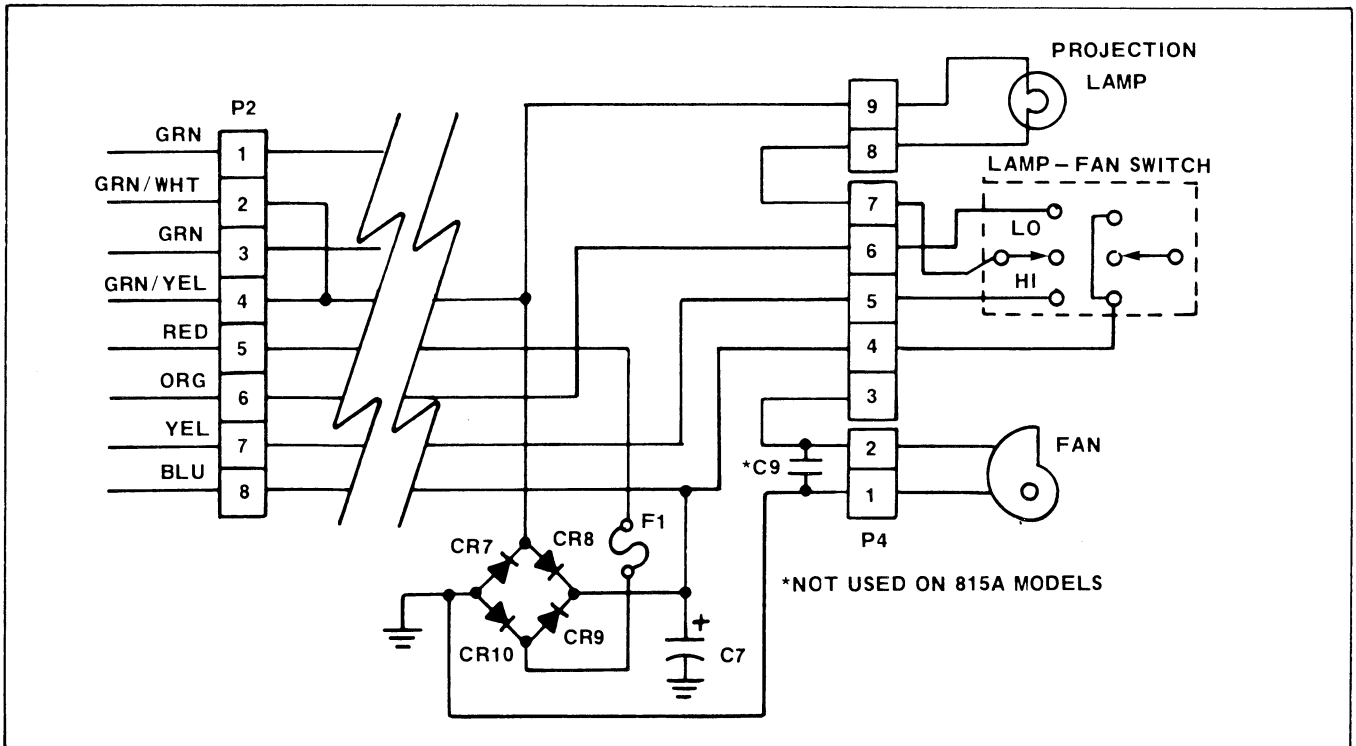 PROJECTION
LAMP
P2
GRN
1
GRN/WHT
2
GRN
3
GRN/YEL
4
RED
5
ORG
6
YEL
7
BLU
8
9
8
7
6
5
4
3
2
1
P4
LAMP-FAN SWITCH
LO
HI
FAN
*C9
F1
CR7
CR8
CR9
CR10
+
C7
*NOT USED ON 815A MODELS